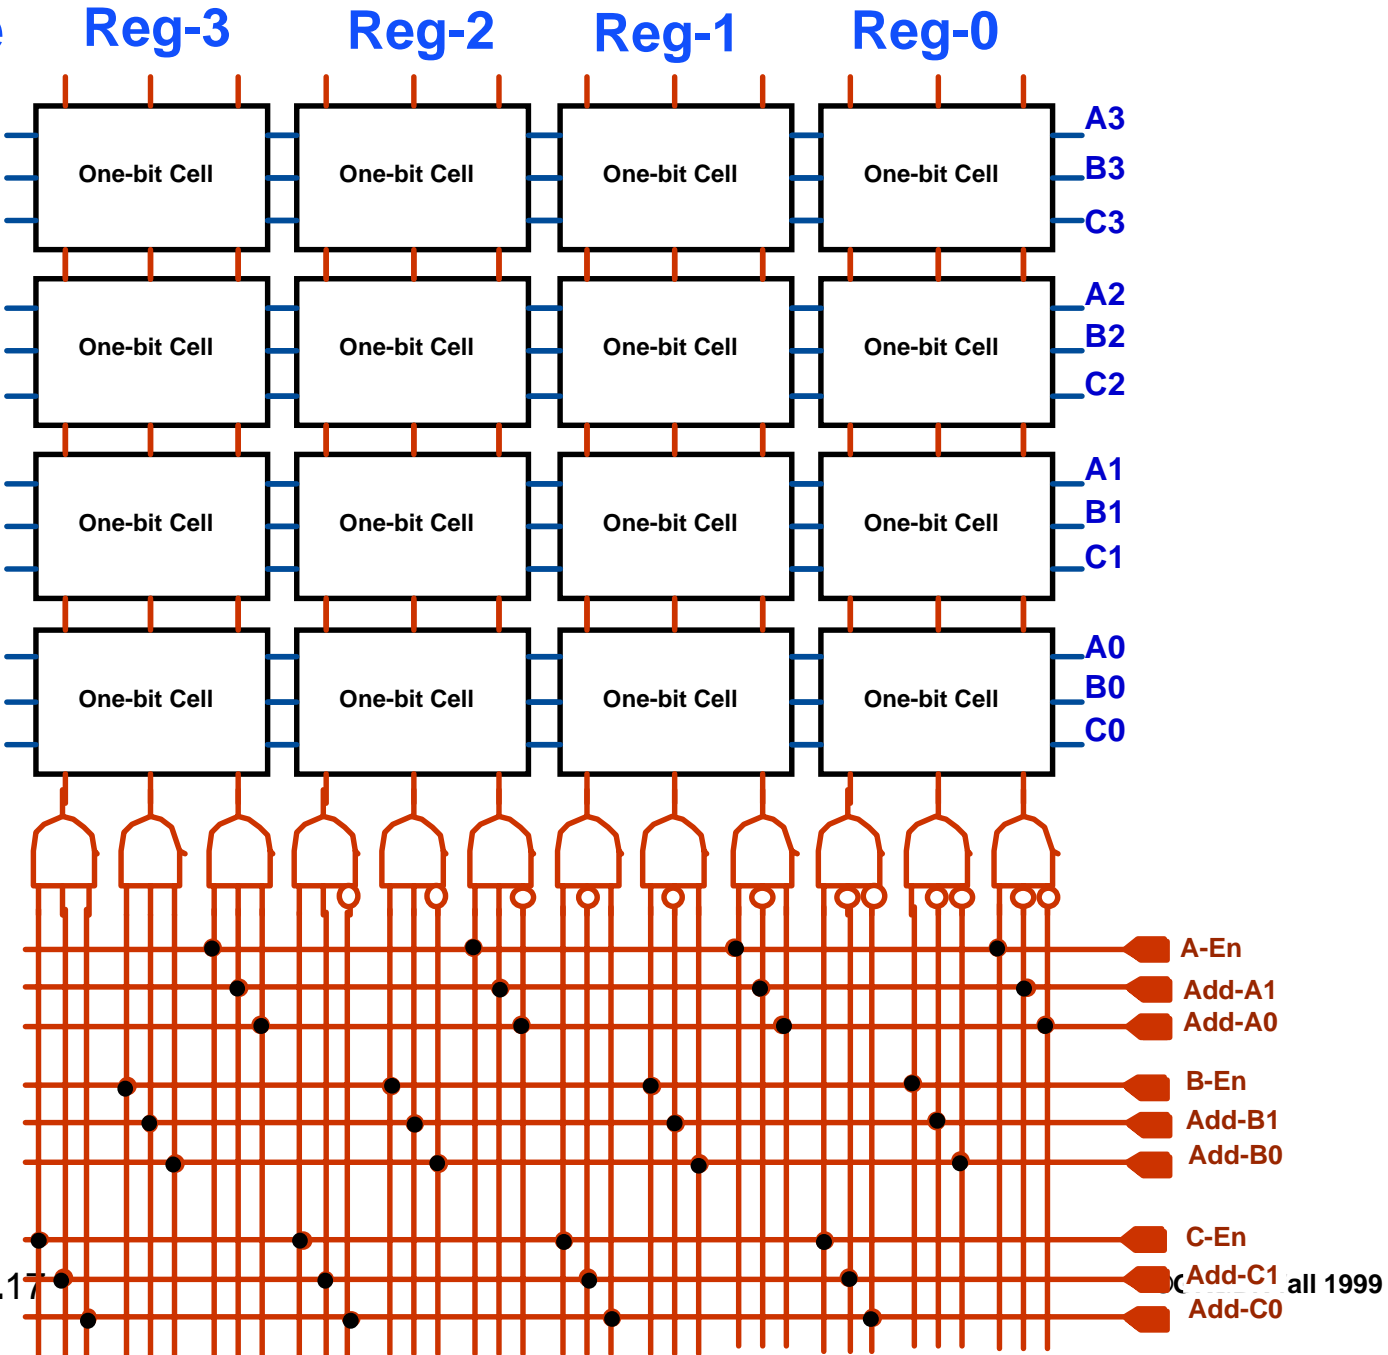 e Reg-3 Reg-2 Reg-1 Reg-0
A3
One-bit Cell One-bit Cell One-bit Cell One-bit Cell B3
C3
A2
One-bit Cell One-bit Cell One-bit Cell One-bit Cell B2
C2
A1
One-bit Cell One-bit Cell One-bit Cell One-bit Cell B1
C1
A0
One-bit Cell One-bit Cell One-bit Cell One-bit Cell B0
C0
A-En
Add-A1
Add-A0
B-En
Add-B1
Add-B0
C-En
.17 Add-C1 all 1999
Add-C0